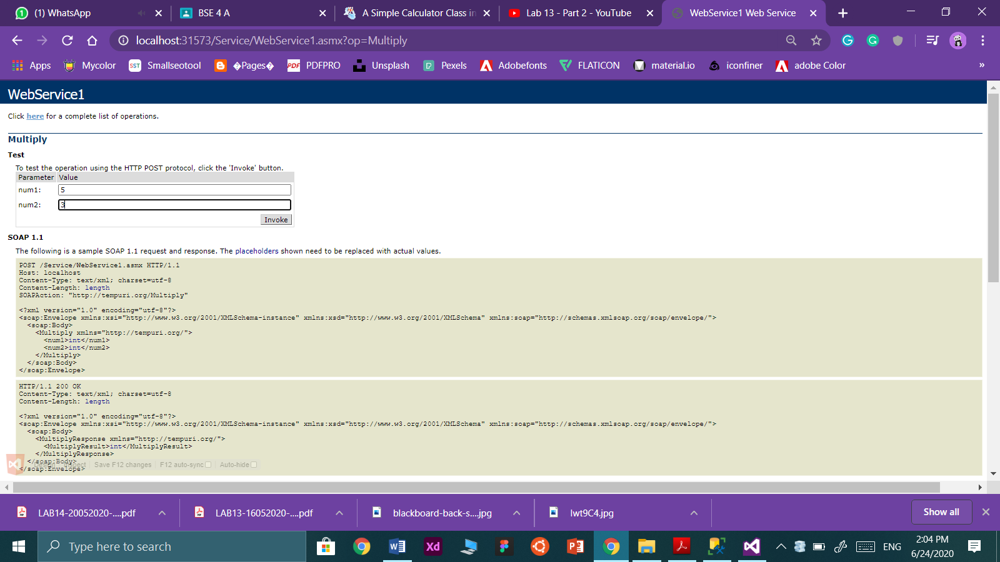 (1) WhatsApp
BSE 4 A
A Simple Calculator Class in
Lab 13 - Part 2 - YouTube
WebService1 Web Service
localhost:31573/Service/WebService1.asmx?op=Multiply
Apps
Mycolor
SST Smallseotool
�Pages�
PDF PDFPRO
Unsplash
Pexels
Adobefonts
FLATICON
material.io
iconfiner
adobe Color
»
WebService1
Click here for a complete list of operations.
Multiply
Test
To test the operation using the HTTP POST protocol, click the 'Invoke' button.
Parameter Value
num1: 5
num2: 3
Invoke
SOAP 1.1
The following is a sample SOAP 1.1 request and response. The placeholders shown need to be replaced with actual values.
POST /Service/WebService1.asmx HTTP/1.1
Host: localhost
Content-Type: text/xml; charset=utf-8
Content-Length: length
SOAPAction: "http://tempuri.org/Multiply"
<?xml version="1.0" encoding="utf-8"?>
<soap:Envelope xmlns:xsi="http://www.w3.org/2001/XMLSchema-instance" xmlns:xsd="http://www.w3.org/2001/XMLSchema" xmlns:soap="http://schemas.xmlsoap.org/soap/envelope/">
<soap:Body>
<Multiply xmlns="http://tempuri.org/">
<num1>int</num1>
<num2>int</num2>
</Multiply>
</soap:Body>
</soap:Envelope>
HTTP/1.1 200 OK
Content-Type: text/xml; charset=utf-8
Content-Length: length
<?xml version="1.0" encoding="utf-8"?>
<soap:Envelope xmlns:xsi="http://www.w3.org/2001/XMLSchema-instance" xmlns:xsd="http://www.w3.org/2001/XMLSchema" xmlns:soap="http://schemas.xmlsoap.org/soap/envelope/">
<soap:Body>
<MultiplyResponse xmlns="http://tempuri.org/">
<MultiplyResult>int</MultiplyResult>
</MultiplyResponse>
</soap:Body>
Design Inspect Save F12 changes F12 auto-sync Auto-hide
</soap:Envelope>
LAB14-20052020-....pdf
LAB13-16052020-....pdf
blackboard-back-s....jpg
lwt9C4.jpg
Show all
Type here to search
Xd
ENG
2:04 PM
6/24/2020